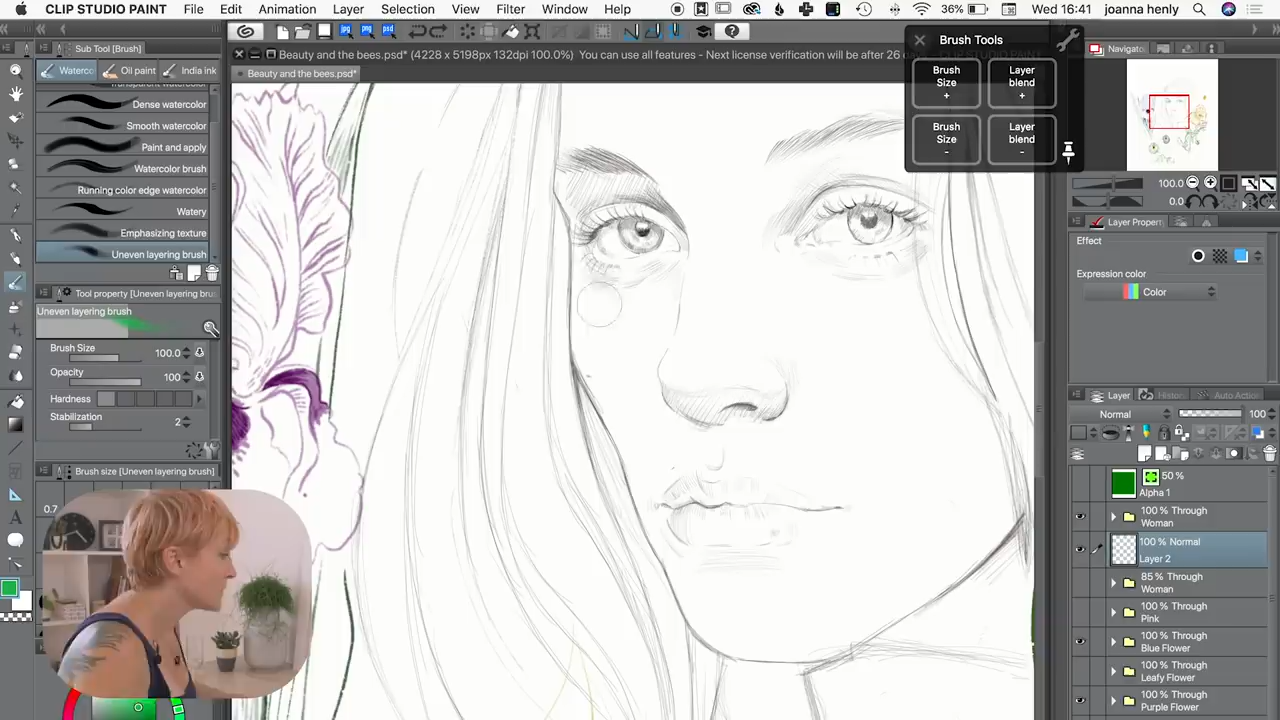 CLIP STUDIO PAINT File Edit Animation Layer Selection View Filter Window Help 36% Wed 16:41 joanna henly
Sub Tool [Brush]
Beauty and the bees.psd* (4228 x 5198px 132dpi 100.0%) You can use all features - Next license verification will be after 26 d
Brush Tools
Navigato
Waterco Oil paint India ink
Beauty and the bees.psd*
Brush
Size
+
Layer
blend
+
Brush
Size
-
Layer
blend
-
Transparent watercolor
Dense watercolor
Smooth watercolor
Paint and apply
Watercolor brush
Running color edge watercolor
Watery
Emphasizing texture
Uneven layering brush
Tool property [Uneven layering brus
Uneven layering brush
Brush Size 100.0
Opacity 100
Hardness
Stabilization 2
Brush size [Uneven layering brush]
0.7
A
100.0
0.0
Layer Property
Effect
Expression color
Color
Layer Histor Auto Action
Normal 100
50 %
Alpha 1
100 % Through
Woman
100 % Normal
Layer 2
85 % Through
Woman
100 % Through
Pink
100 % Through
Blue Flower
100 % Through
Leafy Flower
100 % Through
Purple Flower